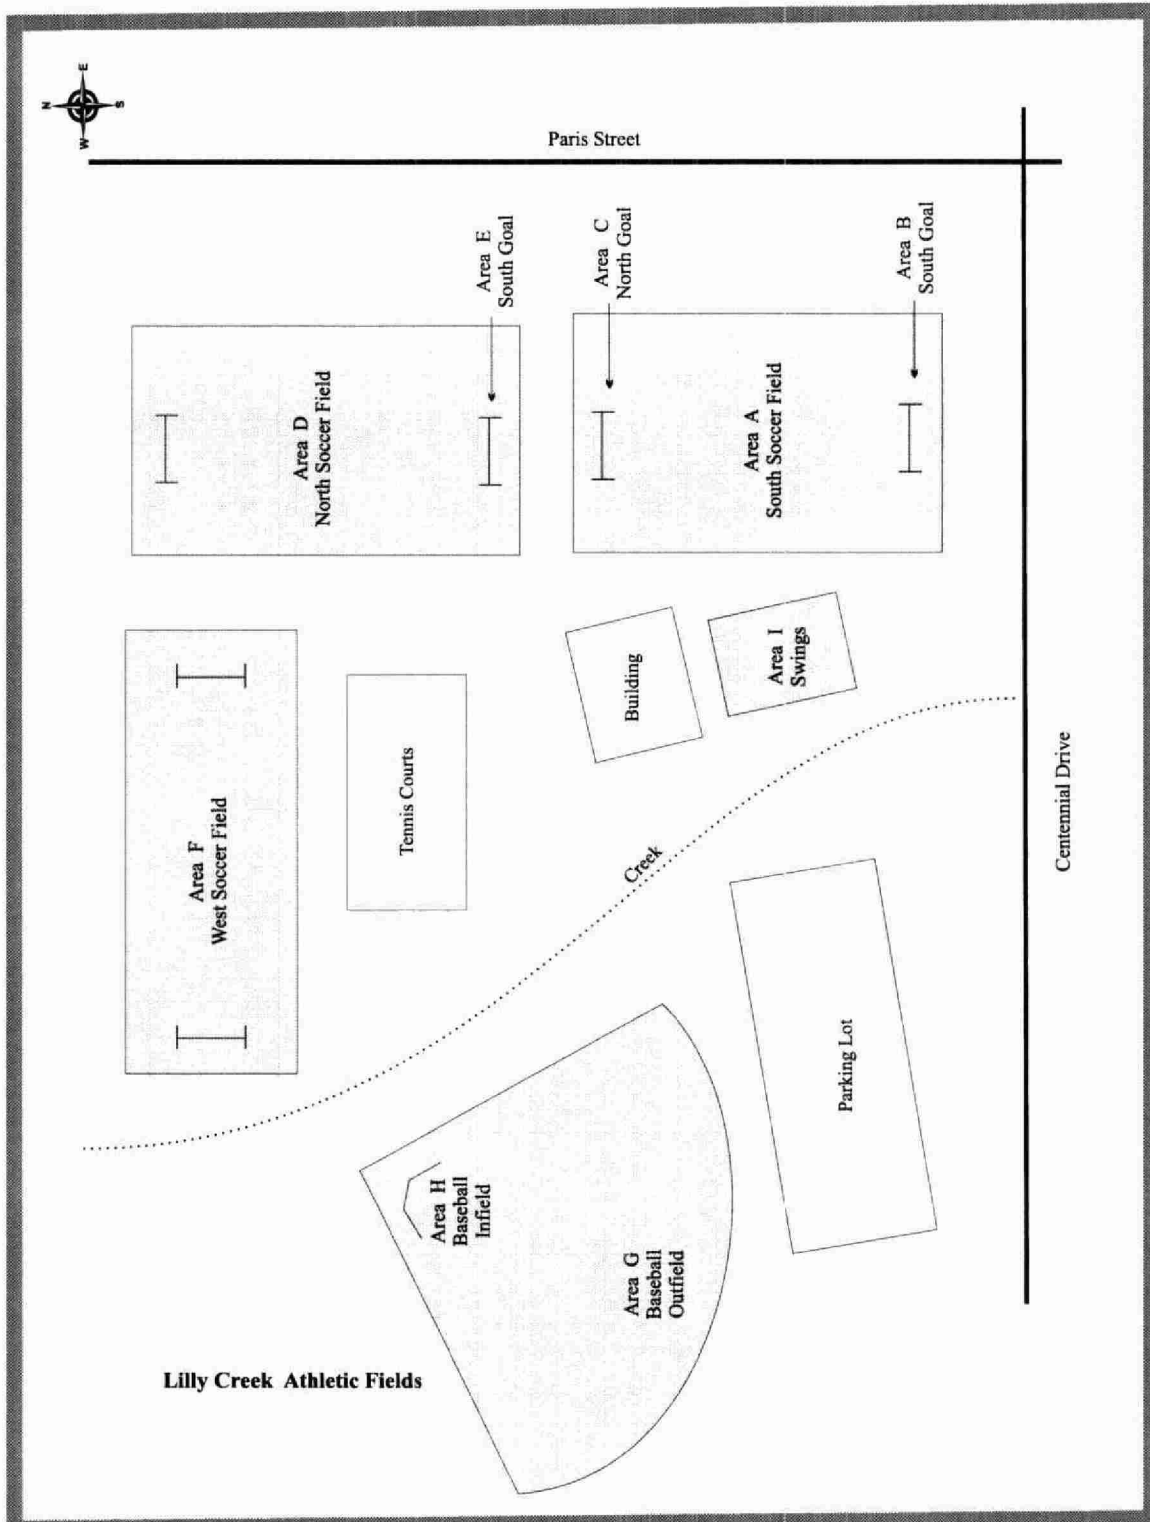 N
E
S
W
Paris Street
Area E
South Goal
Area C
North Goal
Area B
South Goal
Area D
North Soccer Field
Area A
South Soccer Field
Area F
West Soccer Field
Tennis Courts
Building
Area I
Swings
Creek
Centennial Drive
Parking Lot
Area H
Baseball
Infield
Area G
Baseball
Outfield
Lilly Creek Athletic Fields